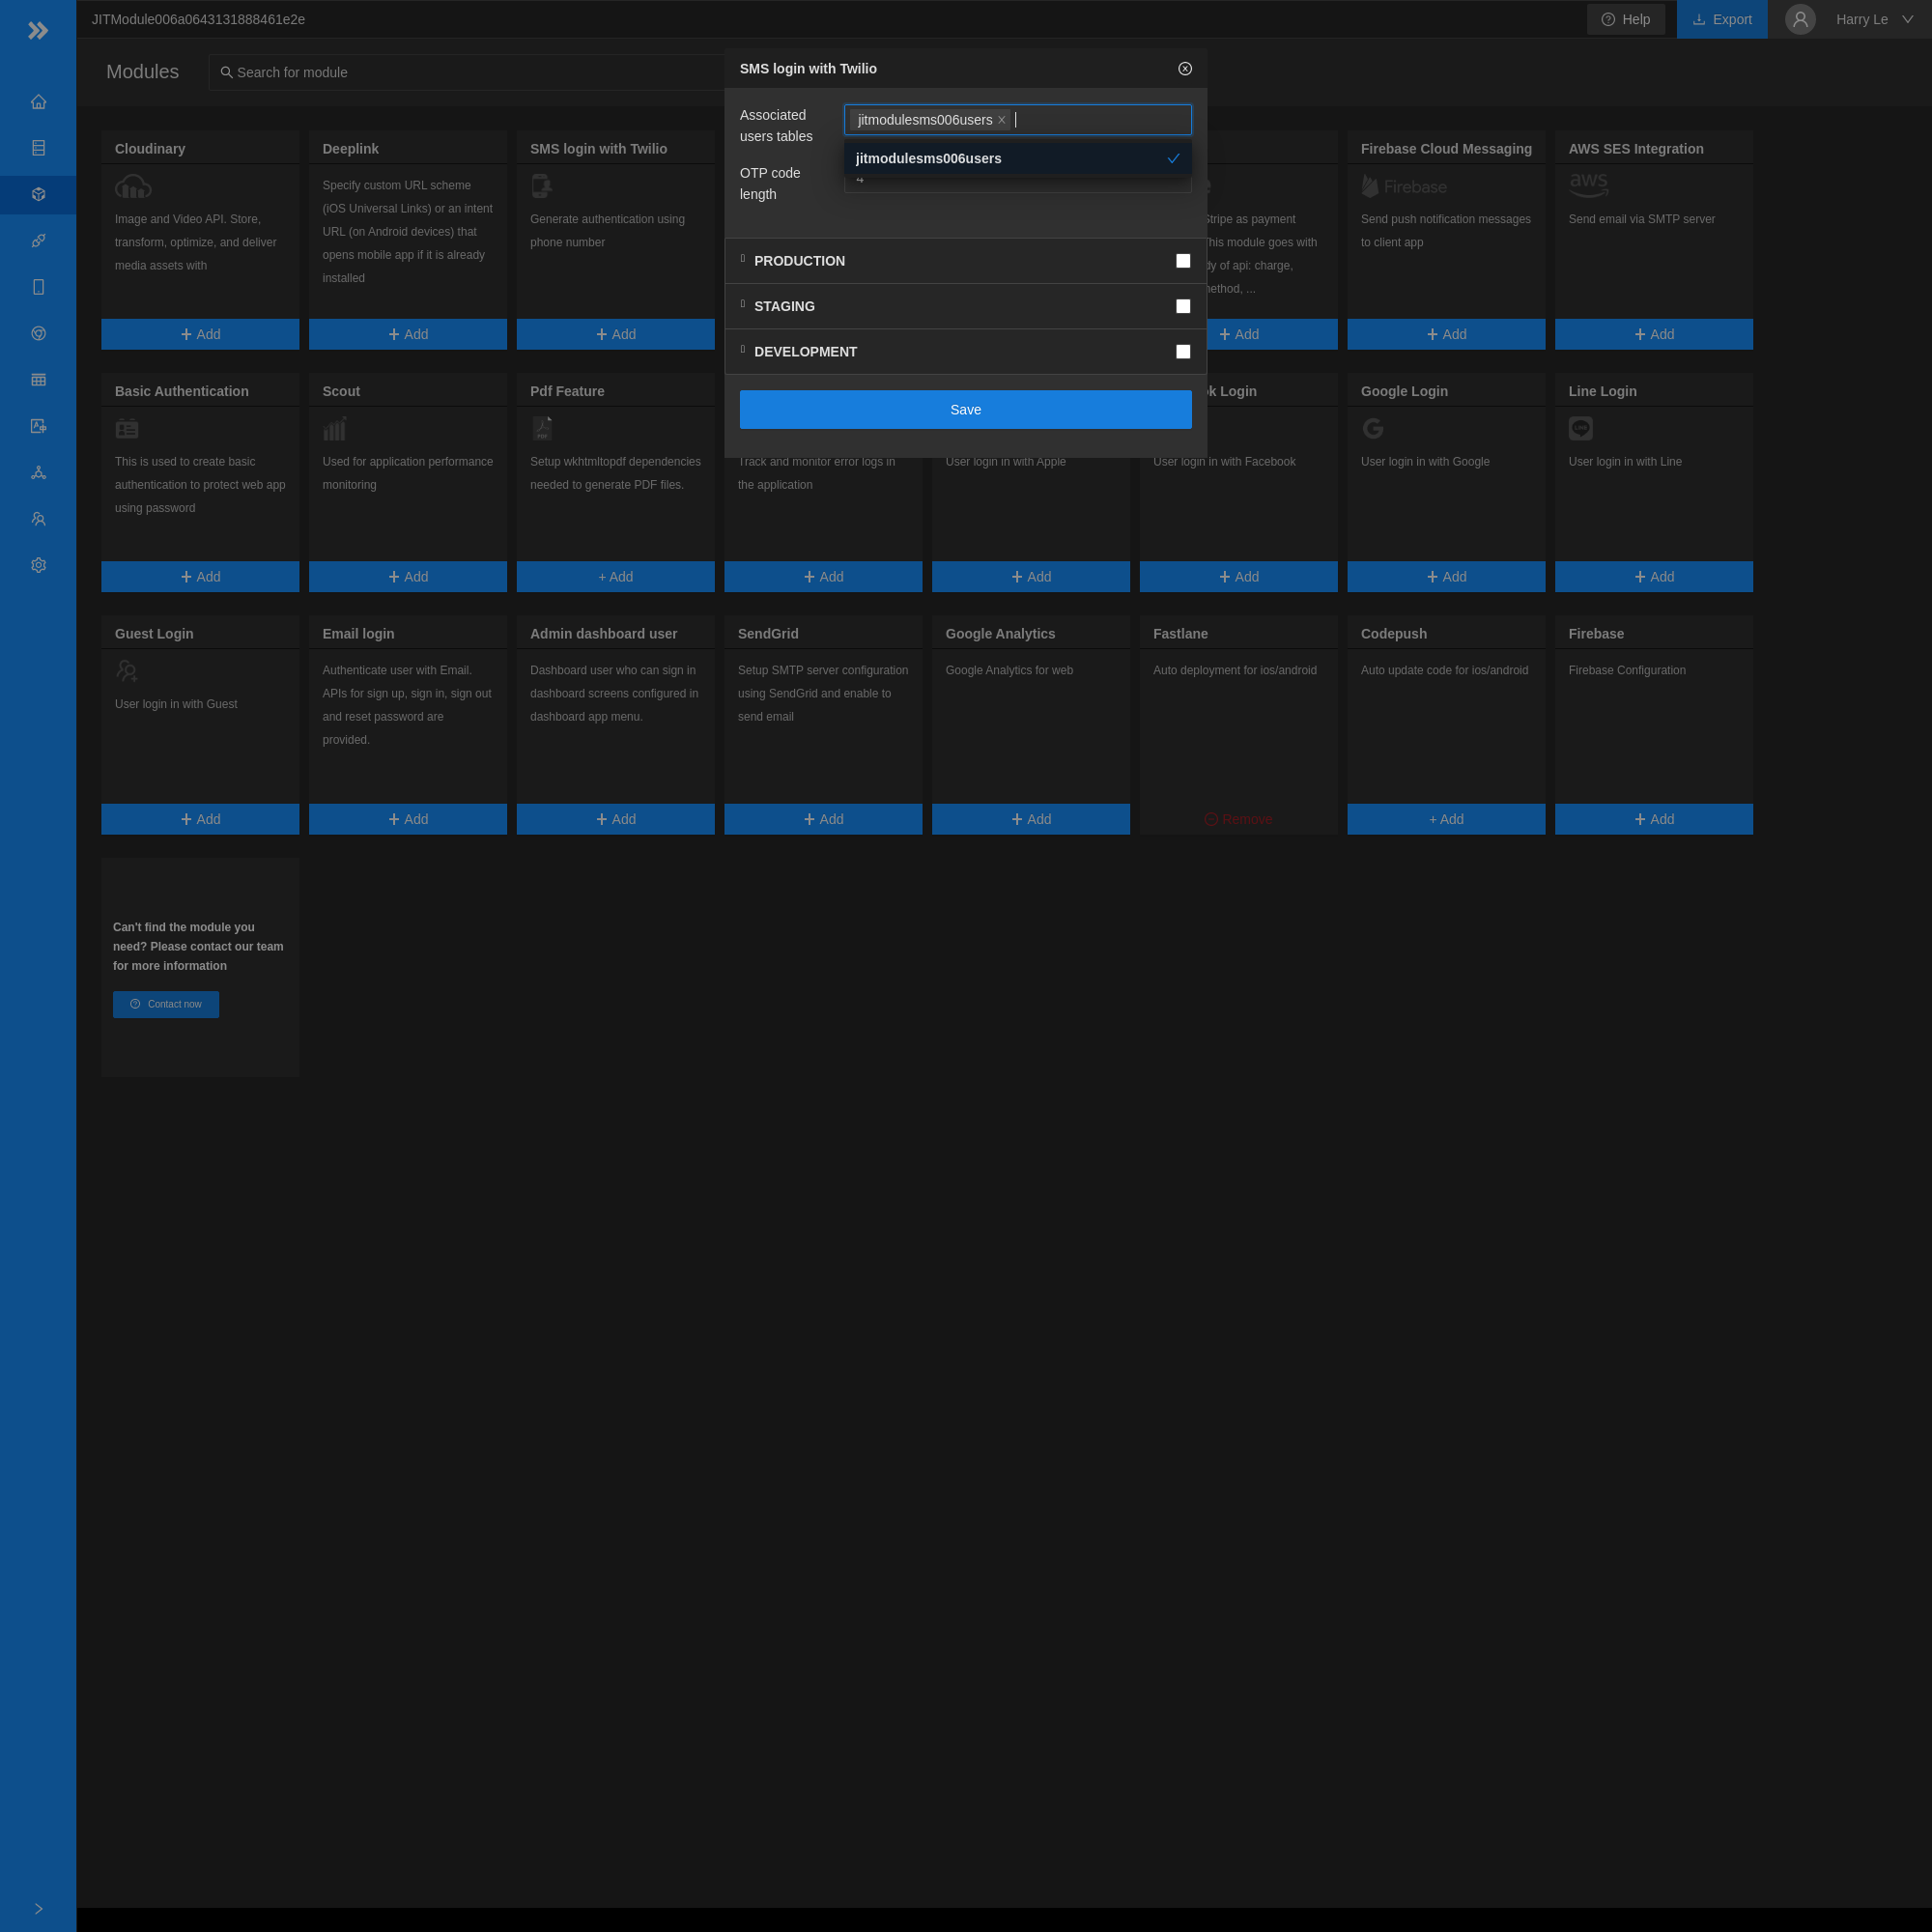 JITModule006a0643131888461e2e
Help
Export
Harry Le
Modules
Search for module
SMS login with Twilio
Associated
users tables
jitmodulesms006users
jitmodulesms006users
OTP code
length
4
PRODUCTION
STAGING
DEVELOPMENT
Save
Cloudinary
Image and Video API. Store,
transform, optimize, and deliver
media assets with
Add
Deeplink
Specify custom URL scheme
(iOS Universal Links) or an intent
URL (on Android devices) that
opens mobile app if it is already
installed
Add
SMS login with Twilio
Generate authentication using
phone number
Add
Stripe as payment
This module goes with
of api: charge,
...
Add
Firebase Cloud Messaging
Firebase
Send push notification messages
to client app
Add
AWS SES Integration
aws
Send email via SMTP server
Add
Basic Authentication
This is used to create basic
authentication to protect web app
using password
Add
Scout
Used for application performance
monitoring
Add
Pdf Feature
PDF
Setup wkhtmltopdf dependencies
needed to generate PDF files.
+ Add
Track and monitor error logs in
the application
Add
User login in with Apple
Add
Login
User login in with Facebook
Add
Google Login
User login in with Google
Add
Line Login
LINE
User login in with Line
Add
Guest Login
User login in with Guest
Add
Email login
Authenticate user with Email.
APIs for sign up, sign in, sign out
and reset password are
provided.
Add
Admin dashboard user
Dashboard user who can sign in
dashboard screens configured in
dashboard app menu.
Add
SendGrid
Setup SMTP server configuration
using SendGrid and enable to
send email
Add
Google Analytics
Google Analytics for web
Add
Fastlane
Auto deployment for ios/android
Remove
Codepush
Auto update code for ios/android
+ Add
Firebase
Firebase Configuration
Add
Can't find the module you
need? Please contact our team
for more information
Contact now